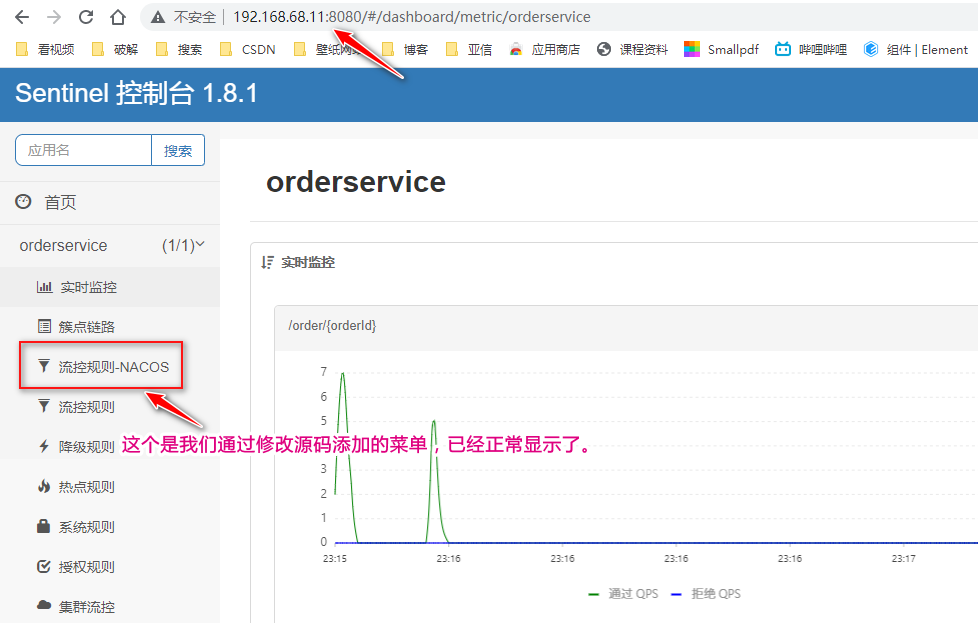 不安全 192.168.68.11:8080/#/dashboard/metric/orderservice
看视频 破解 搜索 CSDN 壁纸网 博客 亚信 应用商店 课程资料 Smallpdf 哔哩哔哩 组件 | Element
Sentinel 控制台 1.8.1
应用名 搜索
orderservice
首页
orderservice (1/1)
实时监控
实时监控
簇点链路
/order/{orderId}
流控规则-NACOS
流控规则
降级规则
这个是我们通过修改源码添加的菜单，已经正常显示了。
热点规则
系统规则
授权规则
集群流控
7
6
5
3
2
1
0
23:15 23:16 23:16 23:16 23:16 23:17
通过 QPS 拒绝 QPS